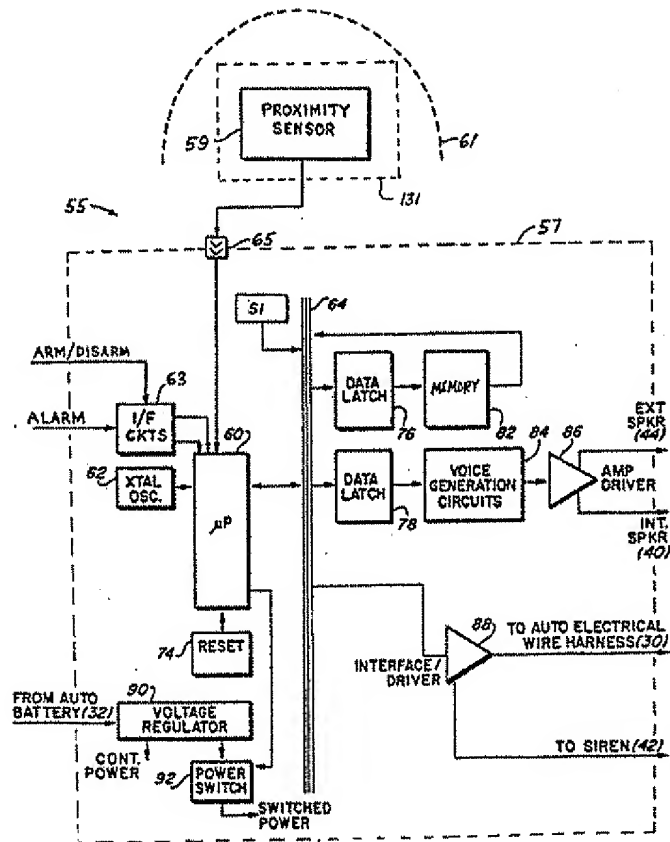 PROXIMITY
SENSOR
59
61
131
55
65
57
51
64
ARM/DISARM
63
ALARM
I/F
CKTS
60
DATA
LATCH
76
MEMORY
82
EXT
SPKR
(44)
62
XTAL
OSC.
μP
DATA
LATCH
78
VOICE
GENERATION
CIRCUITS
84
86
AMP
DRIVER
INT.
SPKR
(40)
74
RESET
88
INTERFACE/
DRIVER
TO AUTO ELECTRICAL
WIRE HARNESS (30)
FROM AUTO
BATTERY (32)
90
VOLTAGE
REGULATOR
TO SIREN (42)
CONT.
POWER
92
POWER
SWITCH
SWITCHED
POWER